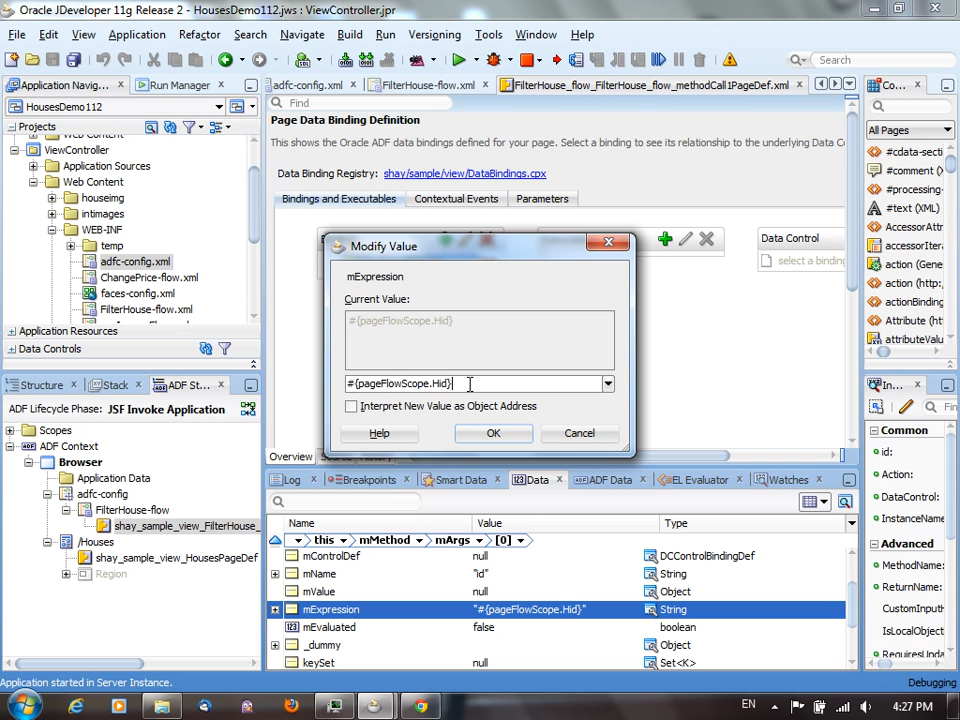 Oracle JDeveloper 11g Release 2 - HousesDemo112.jws : ViewController.jpr
File Edit View Application Refactor Search Navigate Build Run Versioning Tools Window Help
Search
Application Navig... Run Manager
adfc-config.xml FilterHouse-flow.xml FilterHouse_flow_FilterHouse_flow_methodCall1PageDef.xml
Co...
HousesDemo112
Find
Projects
Page Data Binding Definition
All Pages
ViewController
This shows the Oracle ADF data bindings defined for your page. Select a binding to see its relationship to the underlying Data C
#cdata-secti
Application Sources
#comment (
Web Content
Data Binding Registry: shay/sample/view/DataBindings.cpx
#processing-
houseimg
Bindings and Executables Contextual Events Parameters
#text (XML)
intimages
AccessorAttr
WEB-INF
accessorIter
temp
Data Control
action (Gene
adfc-config.xml
select a binding
action (http:
ChangePrice-flow.xml
actionBinding
faces-config.xml
Attribute (ht
FilterHouse-flow.xml
attributeVal
Modify Value
mExpression
Current Value:
#{pageFlowScope.Hid}
#{pageFlowScope.Hid}
Interpret New Value as Object Address
Help OK Cancel
Application Resources
Data Controls
Structure Stack ADF St...
In...
ADF Lifecycle Phase: JSF Invoke Application
Fin
Scopes
Common
ADF Context
id:
Browser
Action:
Application Data
DataControl:
adfc-config
InstanceName
FilterHouse-flow
Advanced
shay_sample_view_FilterHouse_
MethodName:
/Houses
ReturnName:
shay_sample_view_HousesPageDef
CustomInput
Region
IsLocalObject
RequiresUpda
Overview
Log Breakpoints Smart Data Data ADF Data EL Evaluator Watches
Name Value Type
this mMethod mArgs [0]
mControlDef null DCControlBindingDef
mName "id" String
mValue null Object
mExpression "#{pageFlowScope.Hid}" String
mEvaluated false boolean
_dummy null Object
keySet null Set<K>
Application started in Server Instance.
Debugging
EN
4:27 PM